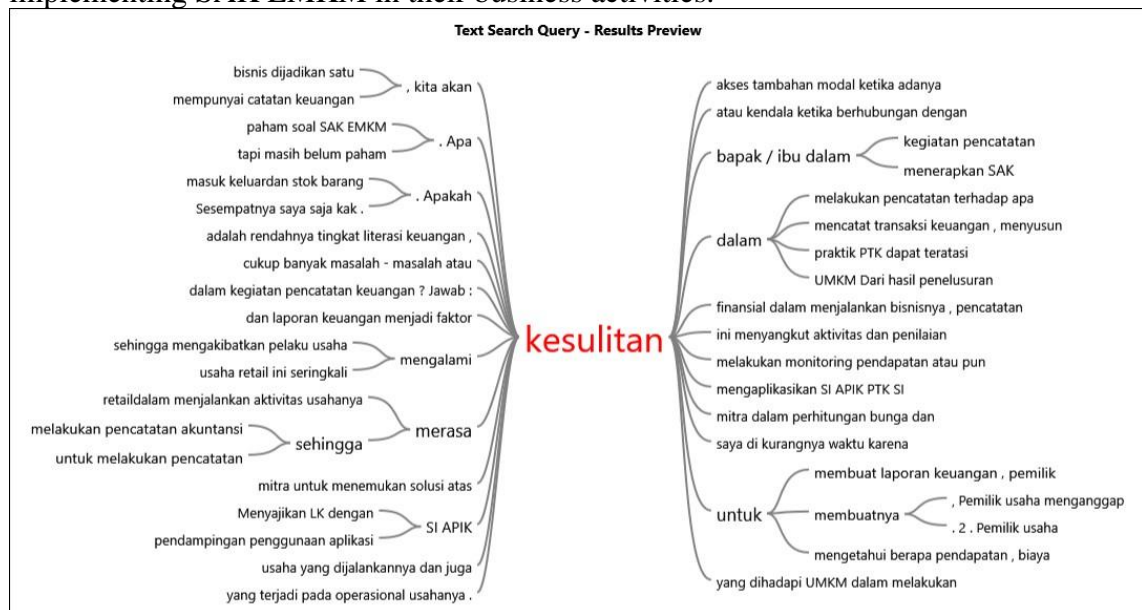 implementing SAK EMKM in their business activities.
Text Search Query - Results Preview
bisnis dijadikan satu
mempunyai catatan keuangan
, kita akan
paham soal SAK EMKM
tapi masih belum paham
. Apa
masuk keluardan stok barang
Sesempatnya saya saja kak .
. Apakah
adalah rendahnya tingkat literasi keuangan ,
cukup banyak masalah - masalah atau
dalam kegiatan pencatatan keuangan ? Jawab :
dan laporan keuangan menjadi faktor
sehingga mengakibatkan pelaku usaha
usaha retail ini seringkali
mengalami
retaildalam menjalankan aktivitas usahanya
melakukan pencatatan akuntansi
untuk melakukan pencatatan
sehingga
merasa
mitra untuk menemukan solusi atas
Menyajikan LK dengan
pendampingan penggunaan aplikasi
SI APIK
usaha yang dijalankannya dan juga
yang terjadi pada operasional usahanya .
kesulitan
akses tambahan modal ketika adanya
atau kendala ketika berhubungan dengan
bapak / ibu dalam
kegiatan pencatatan
menerapkan SAK
dalam
melakukan pencatatan terhadap apa
mencatat transaksi keuangan , menyusun
praktik PTK dapat teratasi
UMKM Dari hasil penelusuran
finansial dalam menjalankan bisnisnya , pencatatan
ini menyangkut aktivitas dan penilaian
melakukan monitoring pendapatan atau pun
mengaplikasikan SI APIK PTK SI
mitra dalam perhitungan bunga dan
saya di kurangnya waktu karena
untuk
membuat laporan keuangan , pemilik
membuatnya
, Pemilik usaha menganggap
. 2 . Pemilik usaha
mengetahui berapa pendapatan , biaya
yang dihadapi UMKM dalam melakukan